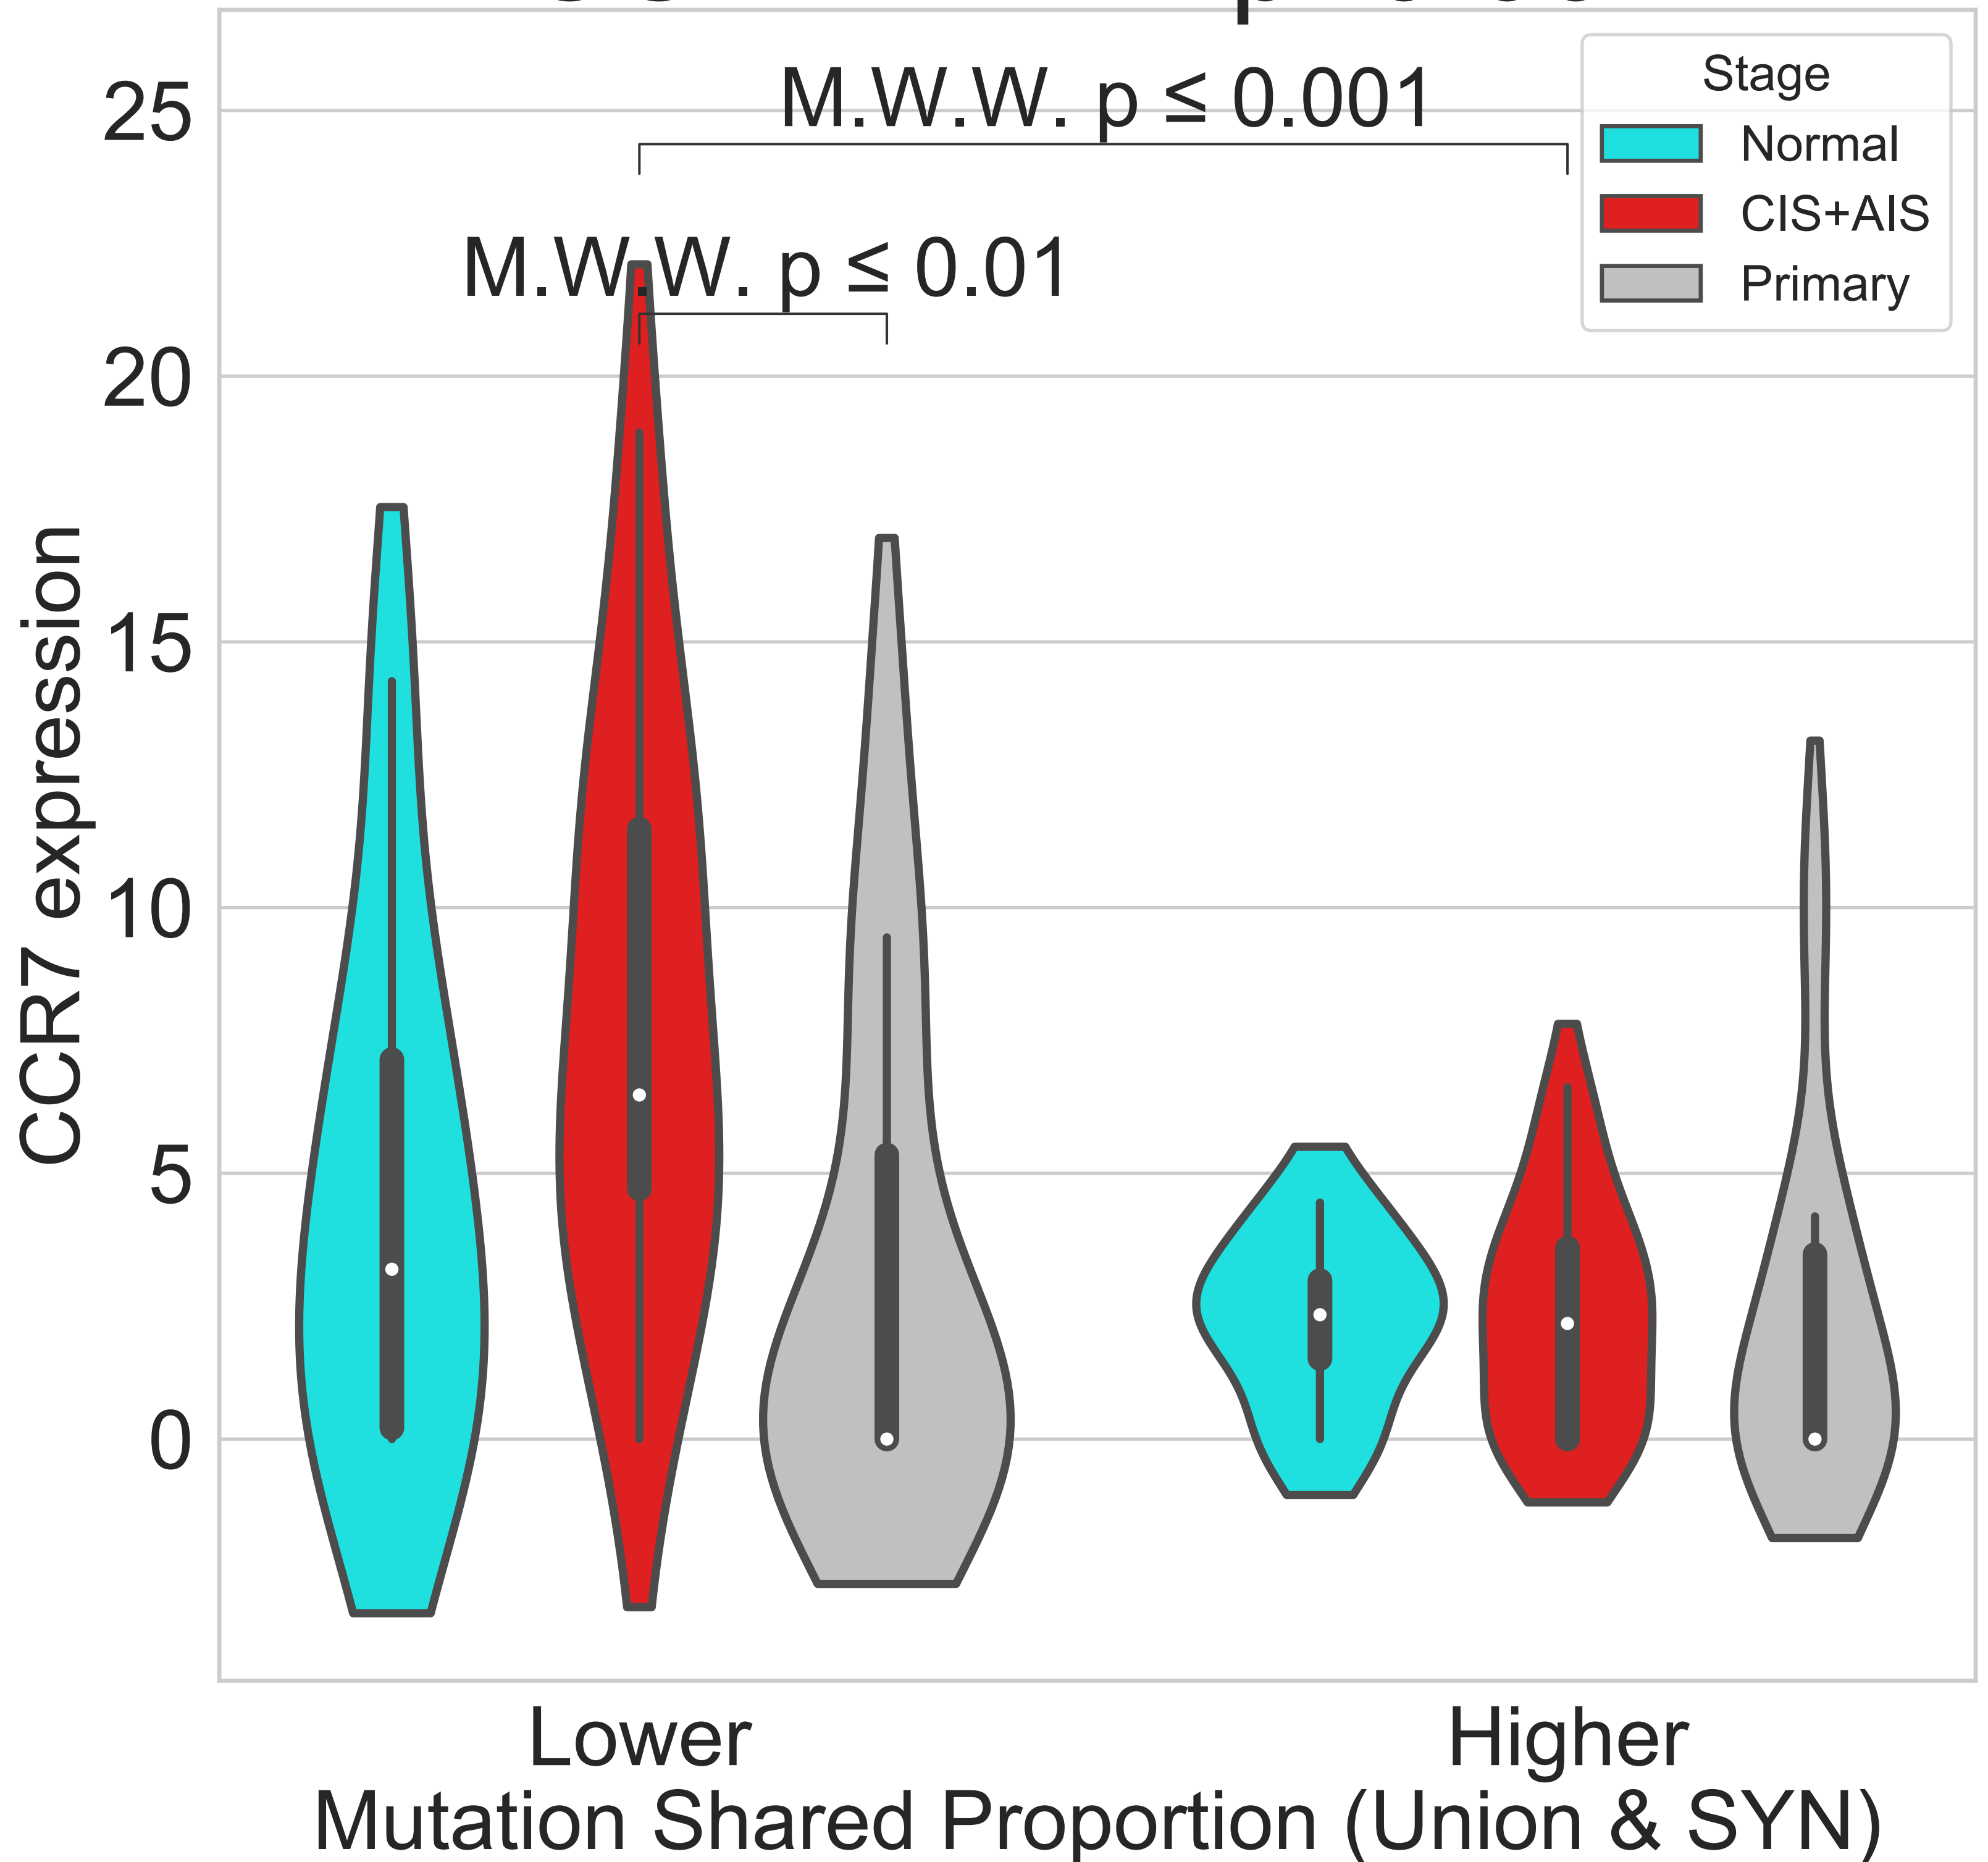 M.W.W. p ≤ 0.001
M.W.W. p ≤ 0.01
Stage
Normal
CIS+AIS
Primary
25
20
15
10
5
0
CCR7 expression
Lower
Higher
Mutation Shared Proportion (Union & SYN)